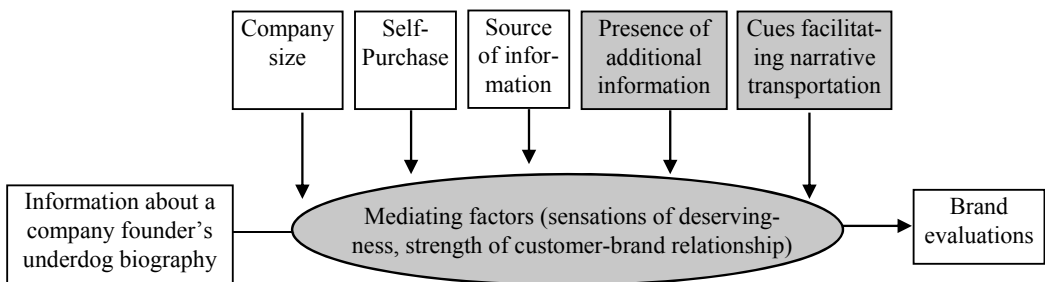 Company
size
Self-
Purchase
Source
of infor-
mation
Presence of
additional
information
Cues facilitat-
ing narrative
transportation
Information about a
company founder's
underdog biography
Mediating factors (sensations of deserving-
ness, strength of customer-brand relationship)
Brand
evaluations